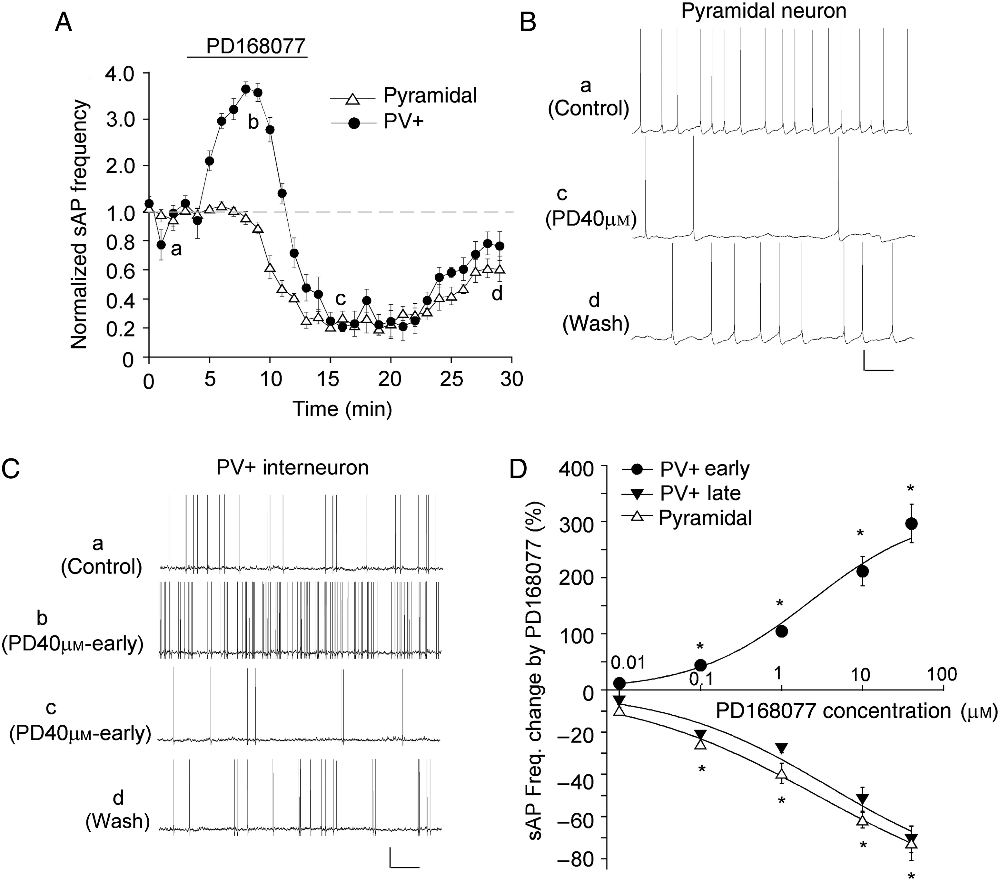 A
PD168077
4.0
3.0
2.0
1.0
0.8
0.6
0.4
0.2
0
Normalized sAP frequency
Pyramidal
PV+
a
b
c
d
0
5
10
15
20
25
30
Time (min)
B
Pyramidal neuron
a
(Control)
c
(PD40μM)
d
(Wash)
C
PV+ interneuron
a
(Control)
b
(PD40μM-early)
c
(PD40μM-early)
d
(Wash)
D
PV+ early
PV+ late
Pyramidal
400
300
200
100
0
–20
–40
–60
–80
sAP Freq. change by PD168077 (%)
* * * *
0.01
0.1
1
10
100
PD168077 concentration (μM)
* * * *